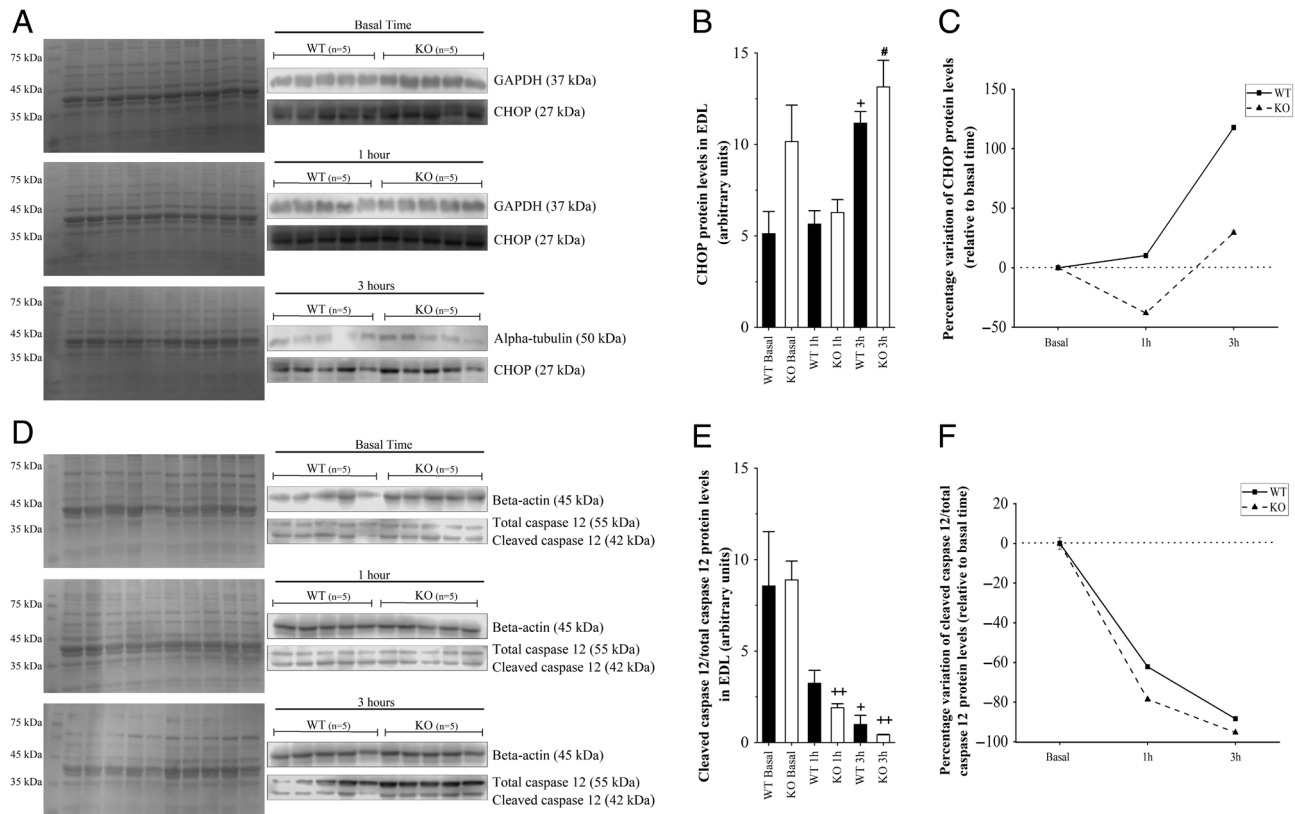 A
Basal Time
WT (n=5) KO (n=5)
75 kDa
45 kDa
35 kDa
GAPDH (37 kDa)
CHOP (27 kDa)
1 hour
WT (n=5) KO (n=5)
75 kDa
45 kDa
35 kDa
GAPDH (37 kDa)
CHOP (27 kDa)
3 hours
WT (n=5) KO (n=5)
75 kDa
45 kDa
35 kDa
Alpha-tubulin (50 kDa)
CHOP (27 kDa)
B
CHOP protein levels in EDL
(arbitrary units)
15
10
5
0
+
#
WT Basal
KO Basal
WT 1h
KO 1h
WT 3h
KO 3h
C
Percentage variation of CHOP protein levels
(relative to basal time)
150
100
50
0
−50
Basal 1h 3h
WT
KO
D
Basal Time
WT (n=5) KO (n=5)
75 kDa
45 kDa
35 kDa
Beta-actin (45 kDa)
Total caspase 12 (55 kDa)
Cleaved caspase 12 (42 kDa)
1 hour
WT (n=5) KO (n=5)
75 kDa
45 kDa
35 kDa
Beta-actin (45 kDa)
Total caspase 12 (55 kDa)
Cleaved caspase 12 (42 kDa)
3 hours
WT (n=5) KO (n=5)
75 kDa
45 kDa
35 kDa
Beta-actin (45 kDa)
Total caspase 12 (55 kDa)
Cleaved caspase 12 (42 kDa)
E
Cleaved caspase 12/total caspase 12 protein levels
in EDL (arbitrary units)
15
10
5
0
++
+
++
WT Basal
KO Basal
WT 1h
KO 1h
WT 3h
KO 3h
F
Percentage variation of cleaved caspase 12/total
caspase 12 protein levels (relative to basal time)
20
0
−20
−40
−60
−80
−100
Basal 1h 3h
WT
KO